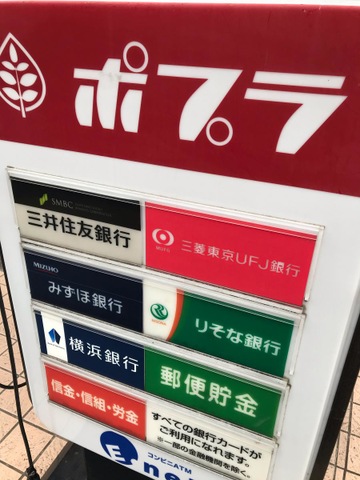 ポプラ
SMBC
三井住友銀行
MUFG
三菱東京UFJ銀行
MIZUHO
みずほ銀行
りそな銀行
横浜銀行
郵便貯金
信金・信組・労金
すべての銀行カードが
ご利用になれます。
※一部の金融機関を除く。
コンビニATM